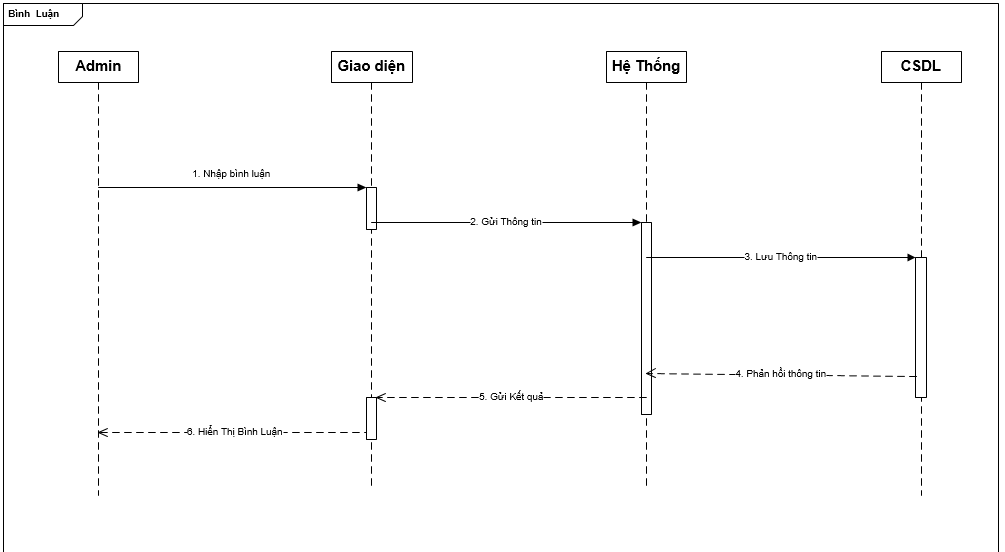 Bình Luận
Admin
Giao diện
Hệ Thống
CSDL
1. Nhập bình luận
2. Gửi Thông tin
3. Lưu Thông tin
4. Phản hồi thông tin
5. Gửi Kết quả
6. Hiển Thị Bình Luận